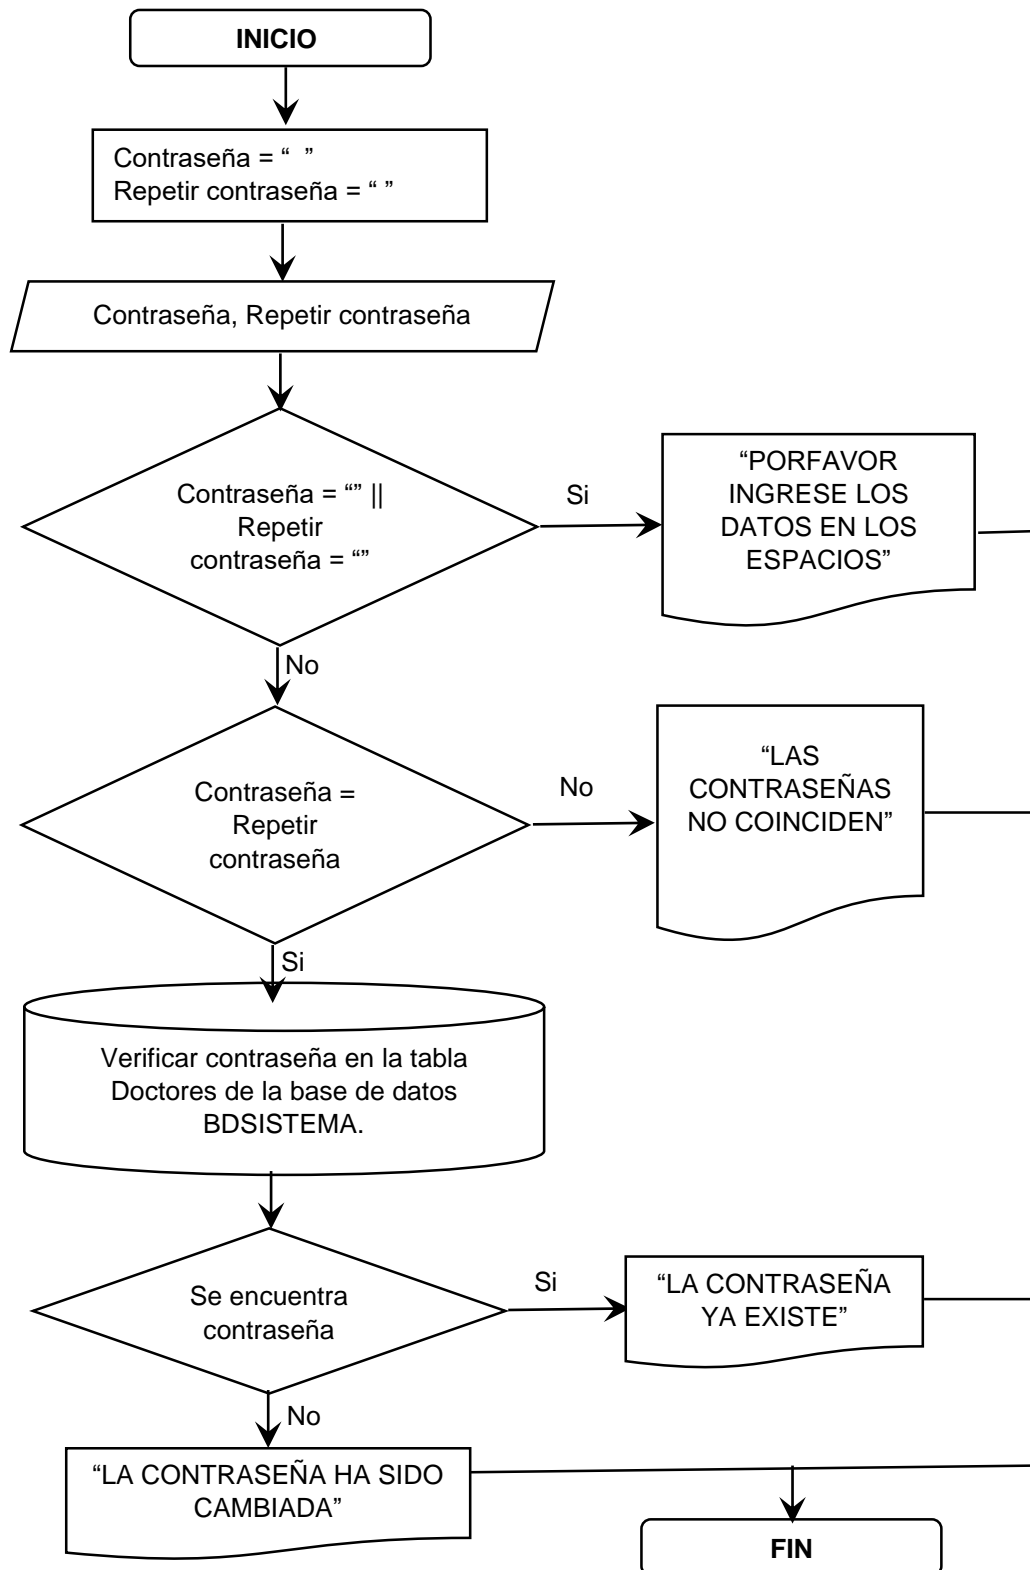 INICIO
Contraseña = “  ”
Repetir contraseña = “ ”
Contraseña, Repetir contraseña
Contraseña = “” ||
Repetir
contraseña = “”
Si
“PORFAVOR
INGRESE LOS
DATOS EN LOS
ESPACIOS”
No
Contraseña =
Repetir
contraseña
No
“LAS
CONTRASEÑAS
NO COINCIDEN”
Si
Verificar contraseña en la tabla
Doctores de la base de datos
BDSISTEMA.
Se encuentra
contraseña
Si
“LA CONTRASEÑA
YA EXISTE”
No
“LA CONTRASEÑA HA SIDO
CAMBIADA”
FIN